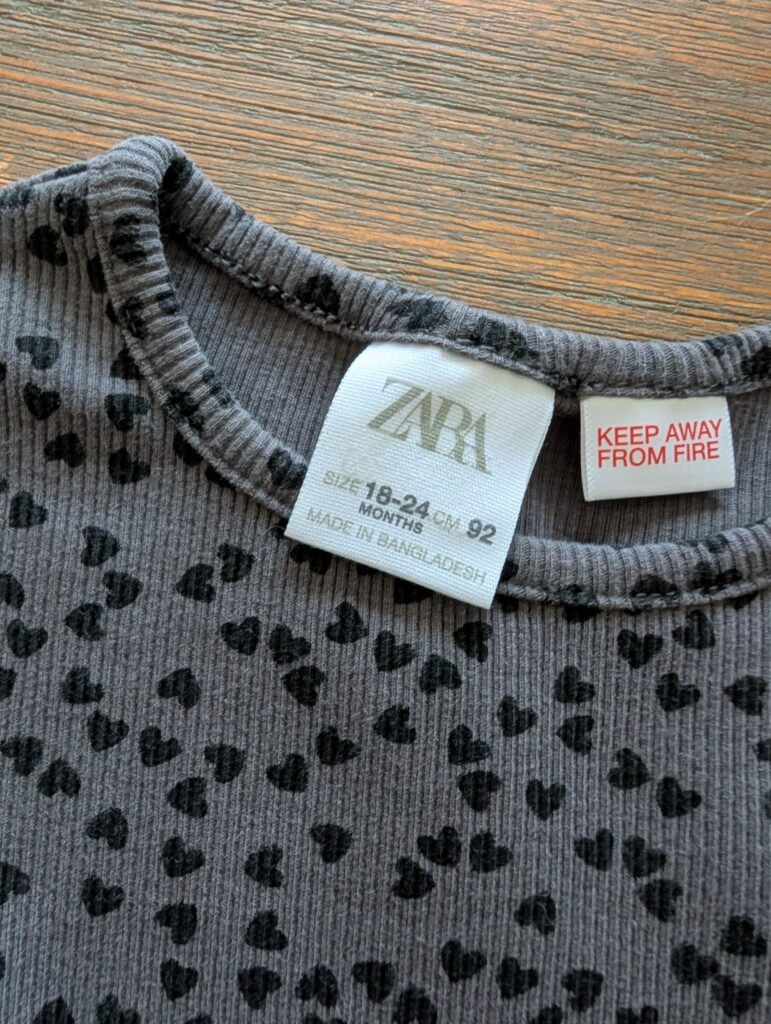 ZARA
SIZE 18-24 CM 92
MONTHS
MADE IN BANGLADESH
KEEP AWAY
FROM FIRE